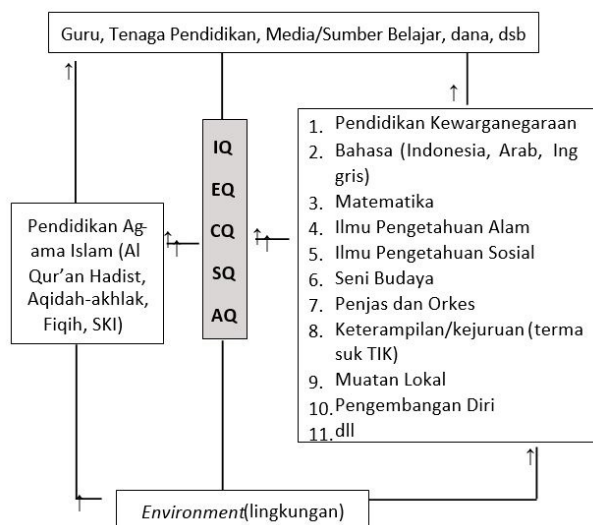 Guru, Tenaga Pendidikan, Media/Sumber Belajar, dana, dsb
IQ
EQ
CQ
SQ
AQ
Pendidikan Ag-
ama Islam (Al
Qur’an Hadist,
Aqidah-akhlak,
Fiqih, SKI)
1. Pendidikan Kewarganegaraan
2. Bahasa (Indonesia, Arab, Ing
gris)
3. Matematika
4. Ilmu Pengetahuan Alam
5. Ilmu Pengetahuan Sosial
6. Seni Budaya
7. Penjas dan Orkes
8. Keterampilan/kejuruan (terma
suk TIK)
9. Muatan Lokal
10. Pengembangan Diri
11. dll
Environment(lingkungan)